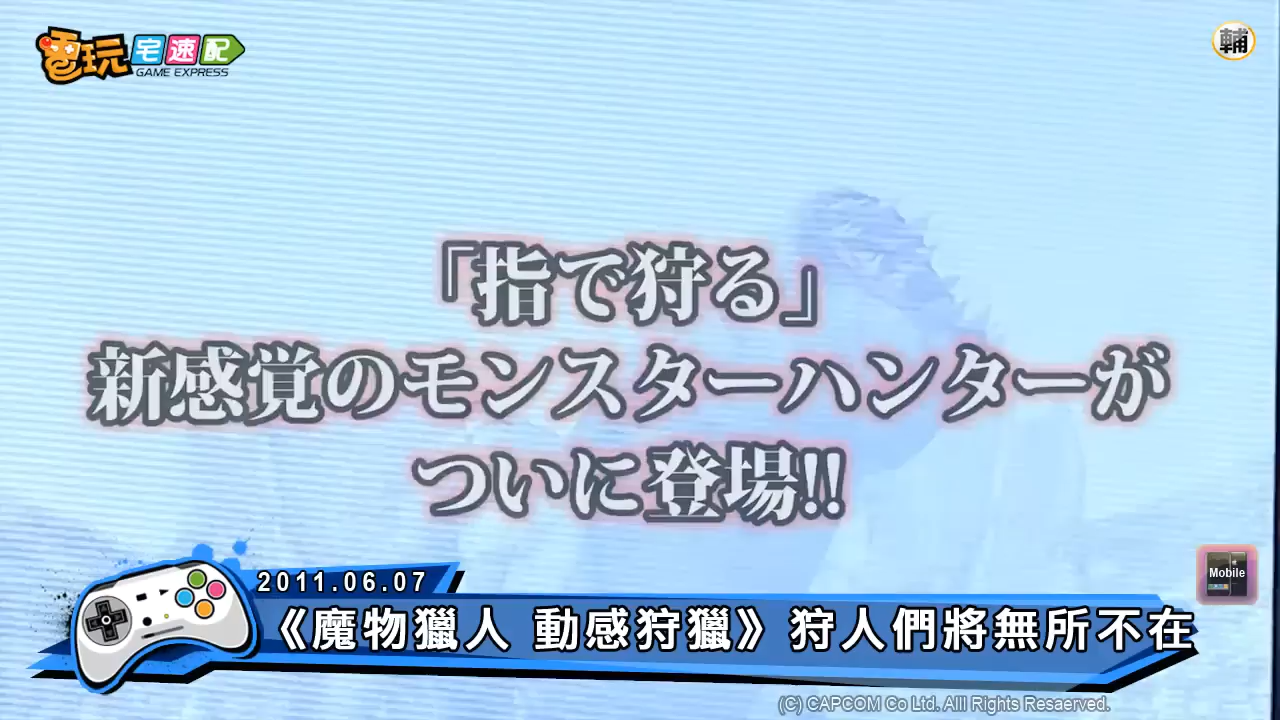 電玩宅速配
GAME EXPRESS
輔
「指で狩る」
新感覚のモンスターハンターが
ついに登場!!
Mobile
2011.06.07
《魔物獵人 動感狩獵》狩人們將無所不在
(C) CAPCOM Co Ltd. Alll Rights Resaerved.